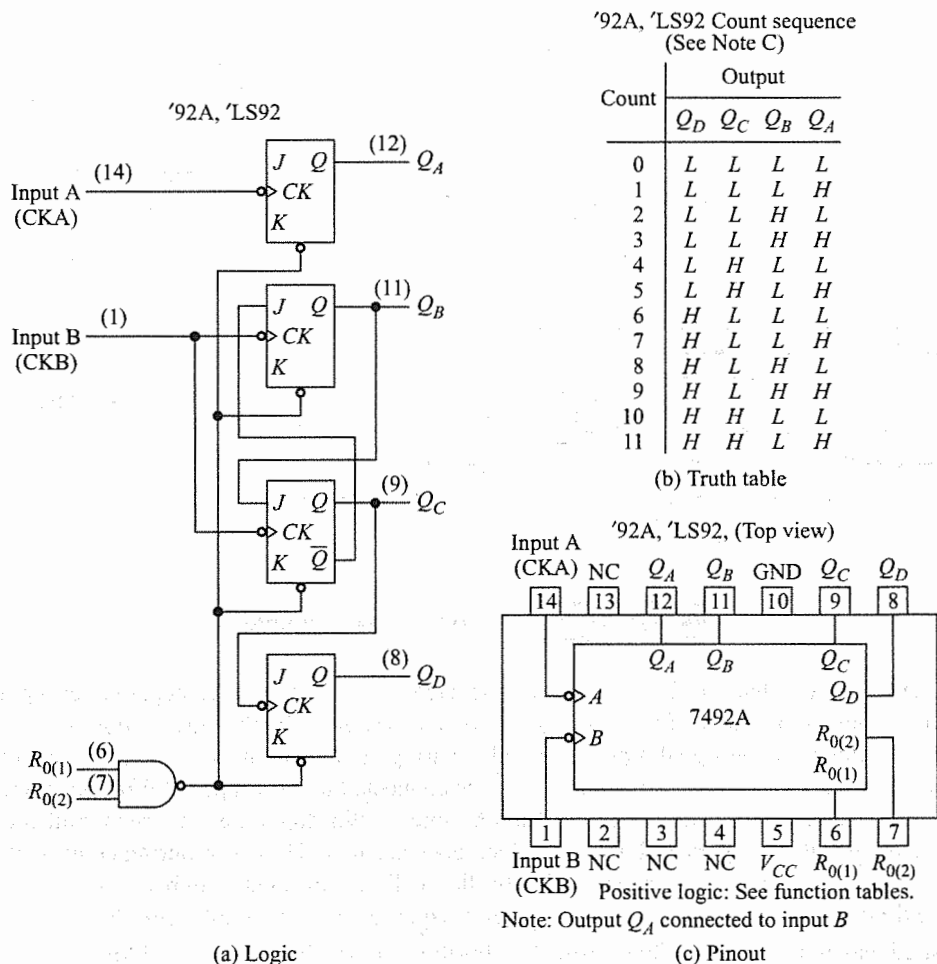 '92A, 'LS92 Count sequence
(See Note C)
Count
Output
Q_D Q_C Q_B Q_A
0 L L L L
1 L L L H
2 L L H L
3 L L H H
4 L H L L
5 L H L H
6 H L L L
7 H L L H
8 H L H L
9 H L H H
10 H H L L
11 H H L H
(b) Truth table
'92A, 'LS92
Input A
(CKA)
(14)
J Q
CK
K
(12) Q_A
Input B
(CKB)
(1)
J Q
CK
K
(11) Q_B
J Q
CK
K Q̅
(9) Q_C
J Q
CK
K
(8) Q_D
R_0(1) (6)
R_0(2) (7)
(a) Logic
'92A, 'LS92, (Top view)
Input A
(CKA) NC Q_A Q_B GND Q_C Q_D
14 13 12 11 10 9 8
Q_A Q_B Q_C
Q_D
A
7492A
B
R_0(2)
R_0(1)
1 2 3 4 5 6 7
Input B
(CKB) NC NC NC V_CC R_0(1) R_0(2)
Positive logic: See function tables.
Note: Output Q_A connected to input B
(c) Pinout